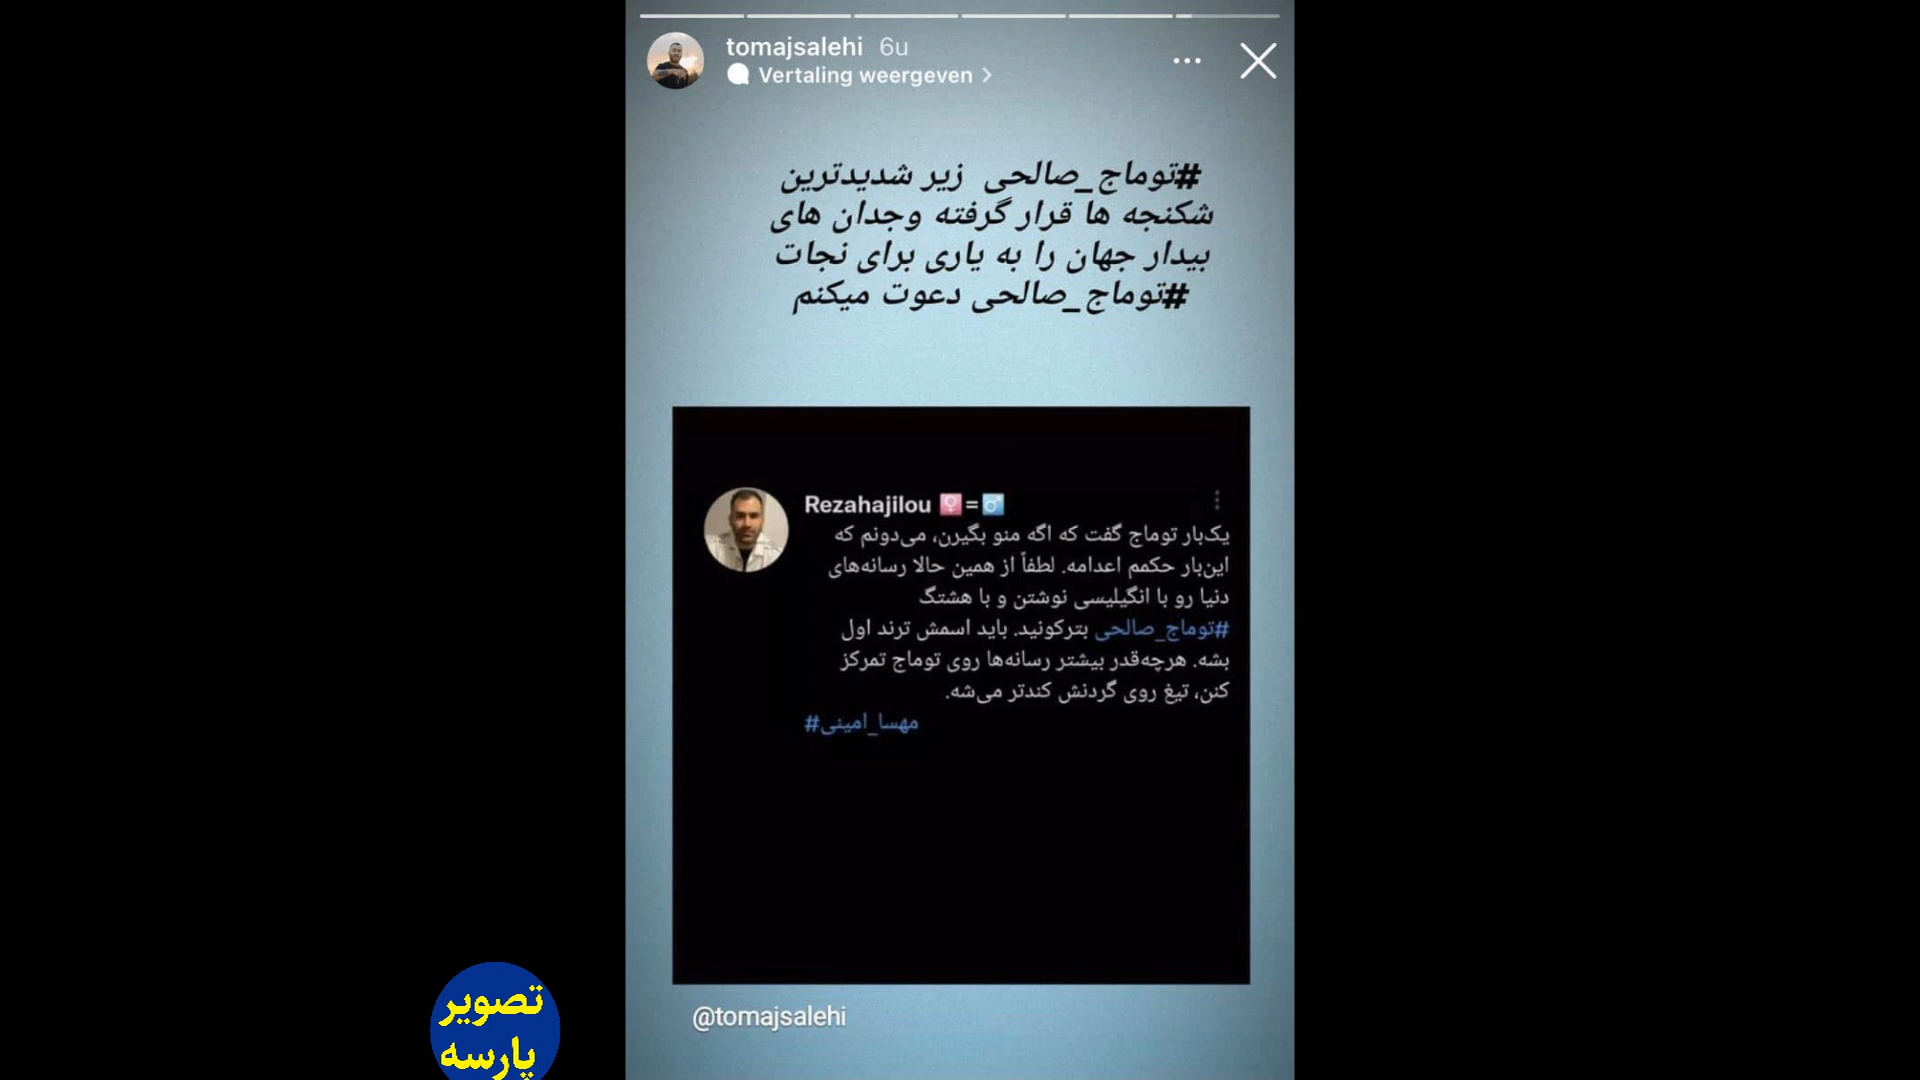 tomajsalehi 6u
Vertaling weergeven
#توماج_صالحی زیر شدیدترین
شکنجه ها قرار گرفته وجدان های
بیدار جهان را به یاری برای نجات
#توماج_صالحی دعوت میکنم
Rezahajilou 🚺=♂
یک‌بار توماج گفت که اگه منو بگیرن، می‌دونم که
این‌بار حکمم اعدامه. لطفاً از همین حالا رسانه‌های
دنیا رو با انگیلیسی نوشتن و با هشتگ
#توماج_صالحی بترکونید. باید اسمش ترند اول
بشه. هرچه‌قدر بیشتر رسانه‌ها روی توماج تمرکز
کنن، تیغ روی گردنش کندتر می‌شه.
مهسا_امینی#
@tomajsalehi
تصویر
پارسه